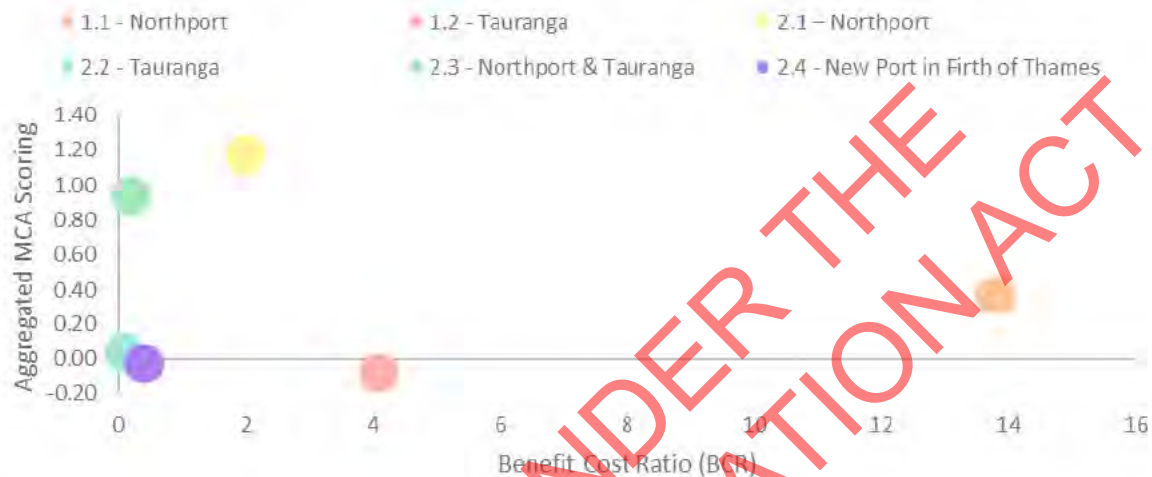 1.1 - Northport 1.2 - Tauranga 2.1 – Northport
2.2 - Tauranga 2.3 - Northport & Tauranga 2.4 - New Port in Firth of Thames
1.40
1.20
1.00
0.80
0.60
0.40
0.20
0.00
-0.20
Aggregated MCA Scoring
0 2 4 6 8 10 12 14 16
Benefit Cost Ratio (BCR)
UNDER THE
ACT